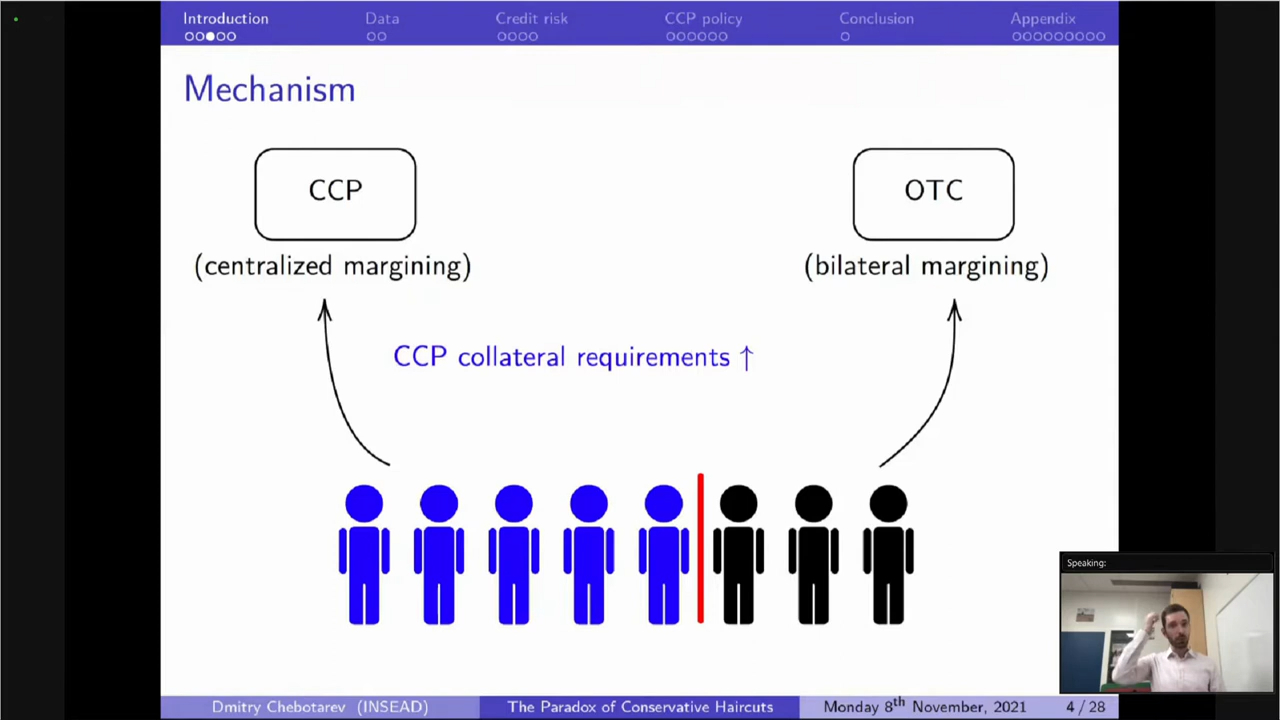 Introduction Data Credit risk CCP policy Conclusion Appendix
Mechanism
CCP OTC
(centralized margining) (bilateral margining)
CCP collateral requirements ↑
Speaking:
Dmitry Chebotarev (INSEAD) The Paradox of Conservative Haircuts Monday 8th November, 2021 4 / 28